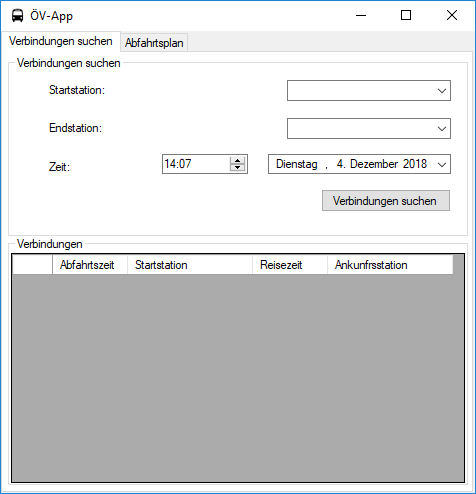 ÖV-App
Verbindungen suchen Abfahrtsplan
Verbindungen suchen
Startstation:
Endstation:
Zeit: 14:07 Dienstag , 4. Dezember 2018
Verbindungen suchen
Verbindungen
Abfahrtszeit Startstation Reisezeit Ankunfrsstation